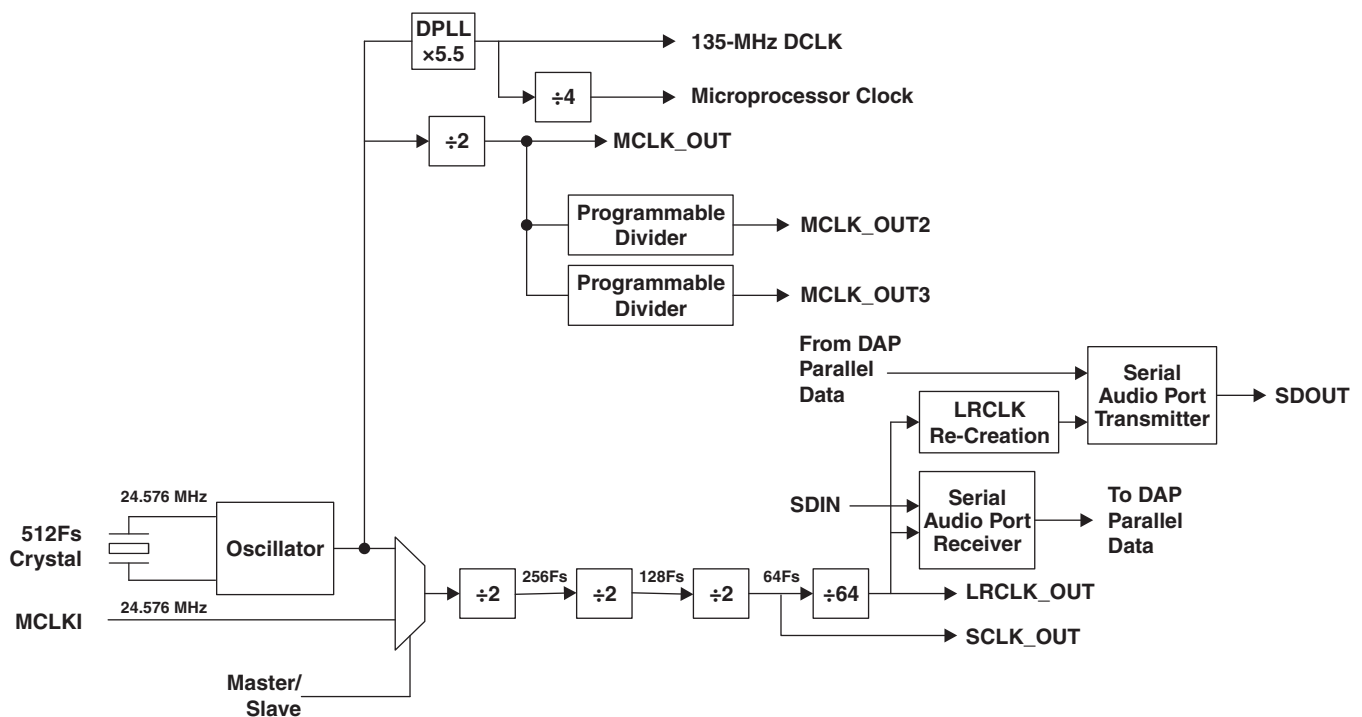 DPLL
×5.5
135-MHz DCLK
÷4
Microprocessor Clock
÷2
MCLK_OUT
Programmable
Divider
MCLK_OUT2
Programmable
Divider
MCLK_OUT3
From DAP
Parallel
Data
Serial
Audio Port
Transmitter
SDOUT
LRCLK
Re-Creation
24.576 MHz
512Fs
Crystal
Oscillator
SDIN
Serial
Audio Port
Receiver
To DAP
Parallel
Data
24.576 MHz
MCLKI
÷2
256Fs
÷2
128Fs
÷2
64Fs
÷64
LRCLK_OUT
SCLK_OUT
Master/
Slave